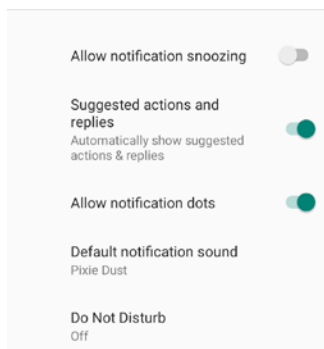 Allow notification snoozing
Suggested actions and
replies
Automatically show suggested
actions & replies
Allow notification dots
Default notification sound
Pixie Dust
Do Not Disturb
Off